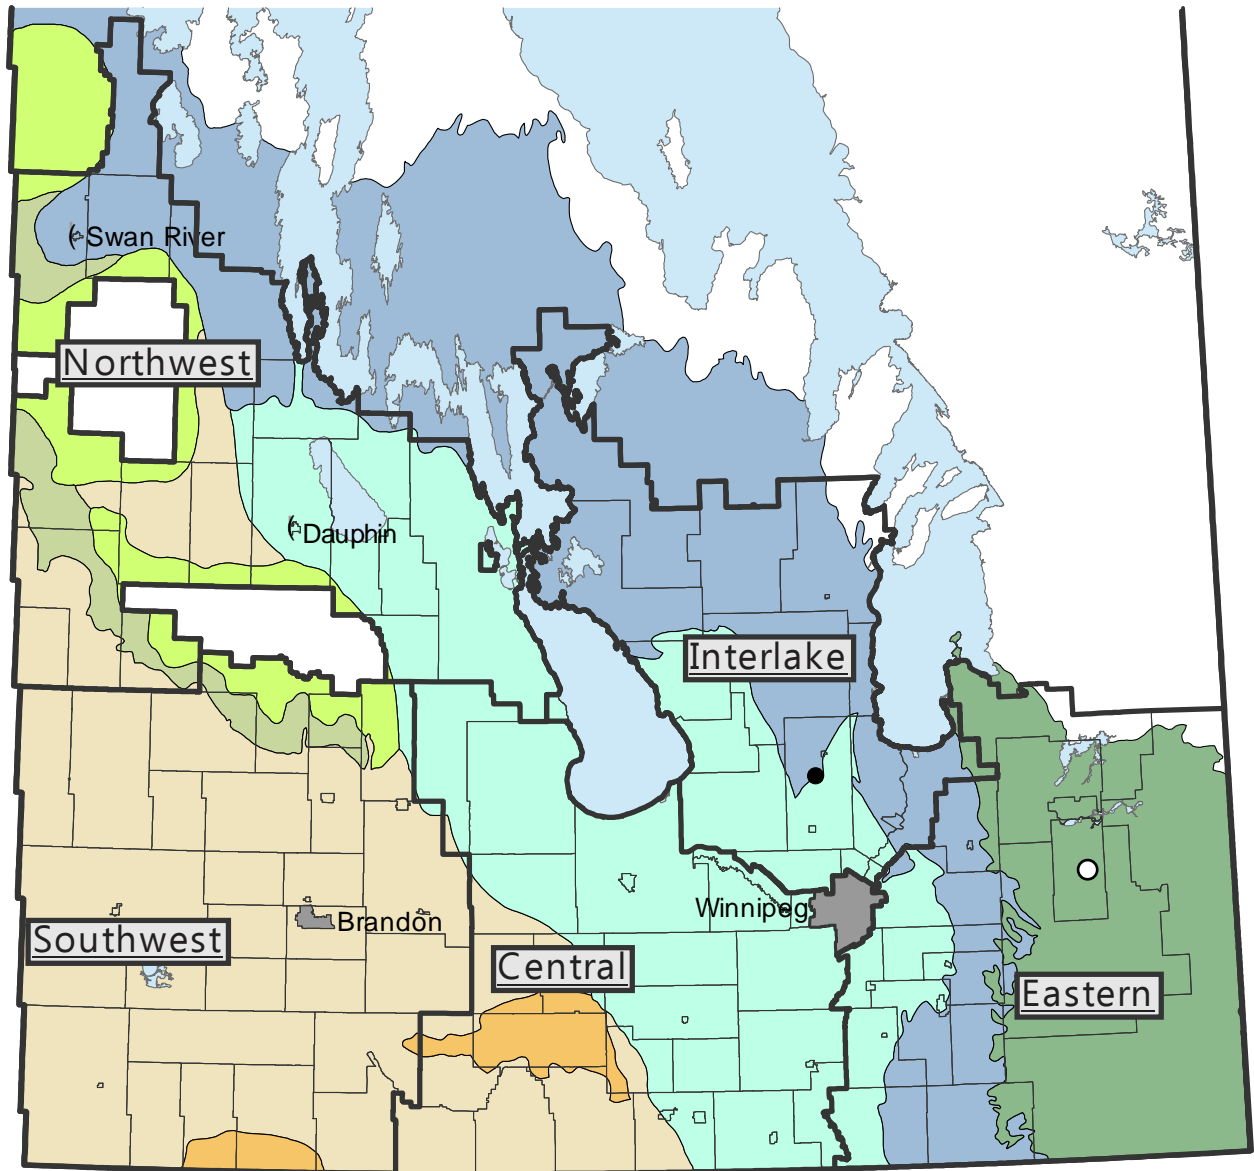 Swan River
Northwest
Dauphin
Interlake
Winnipeg
Brandon
Southwest
Central
Eastern